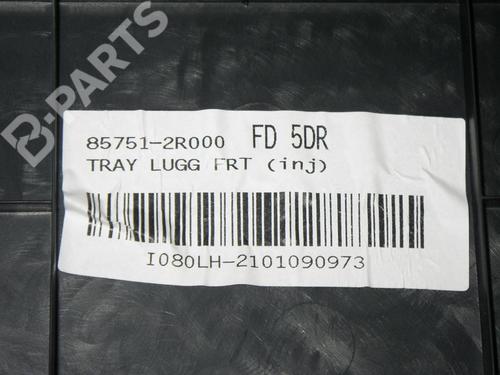 B-PARTS
85751-2R000 FD 5DR
TRAY LUGG FRT (inj)
I080LH-2101090973